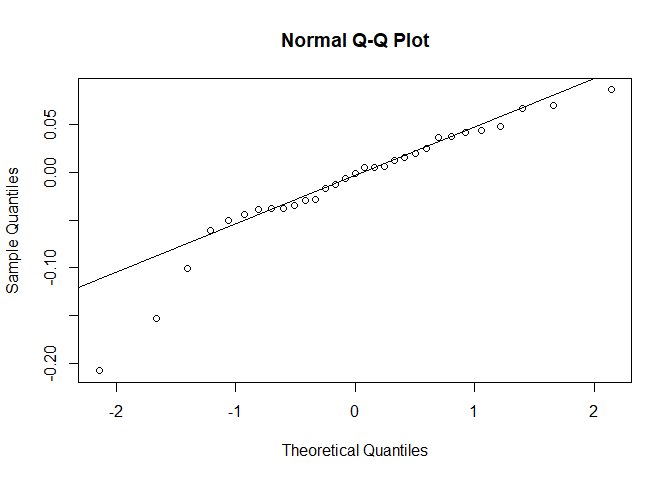 Normal Q-Q Plot
Sample Quantiles
0.05
0.00
-0.10
-0.20
-2 -1 0 1 2
Theoretical Quantiles